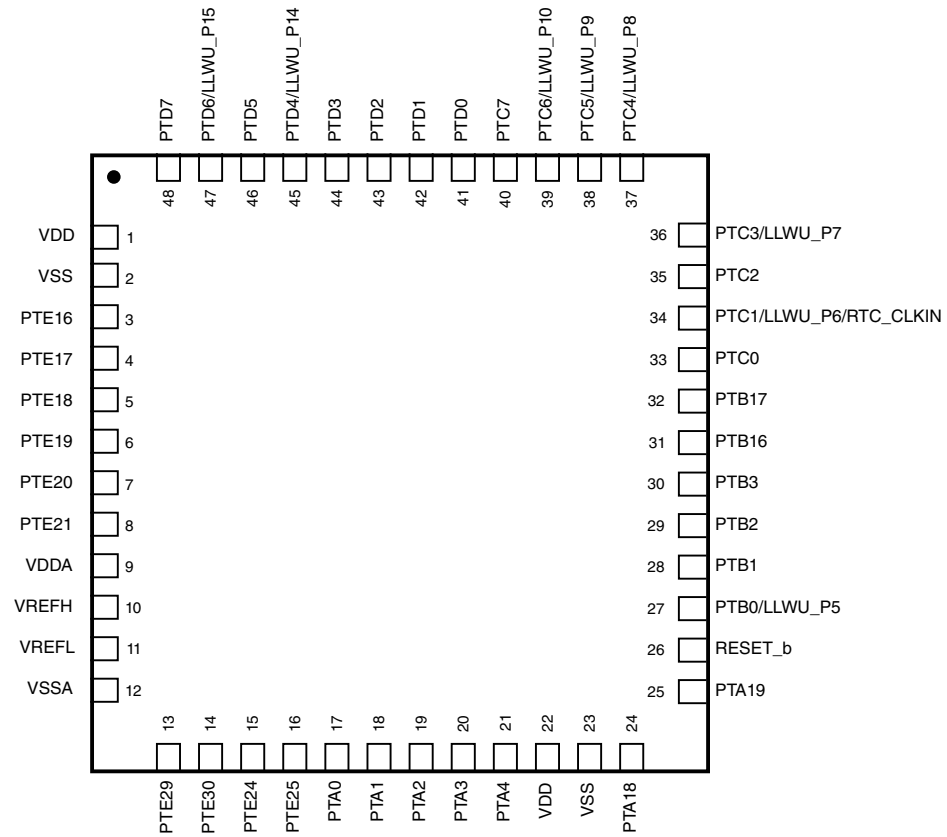 PTD7
PTD6/LLWU_P15
PTD5
PTD4/LLWU_P14
PTD3
PTD2
PTD1
PTD0
PTC7
PTC6/LLWU_P10
PTC5/LLWU_P9
PTC4/LLWU_P8
48
47
46
45
44
43
42
41
40
39
38
37
VDD 1
VSS 2
PTE16 3
PTE17 4
PTE18 5
PTE19 6
PTE20 7
PTE21 8
VDDA 9
VREFH 10
VREFL 11
VSSA 12
36 PTC3/LLWU_P7
35 PTC2
34 PTC1/LLWU_P6/RTC_CLKIN
33 PTC0
32 PTB17
31 PTB16
30 PTB3
29 PTB2
28 PTB1
27 PTB0/LLWU_P5
26 RESET_b
25 PTA19
13
14
15
16
17
18
19
20
21
22
23
24
PTE29
PTE30
PTE24
PTE25
PTA0
PTA1
PTA2
PTA3
PTA4
VDD
VSS
PTA18